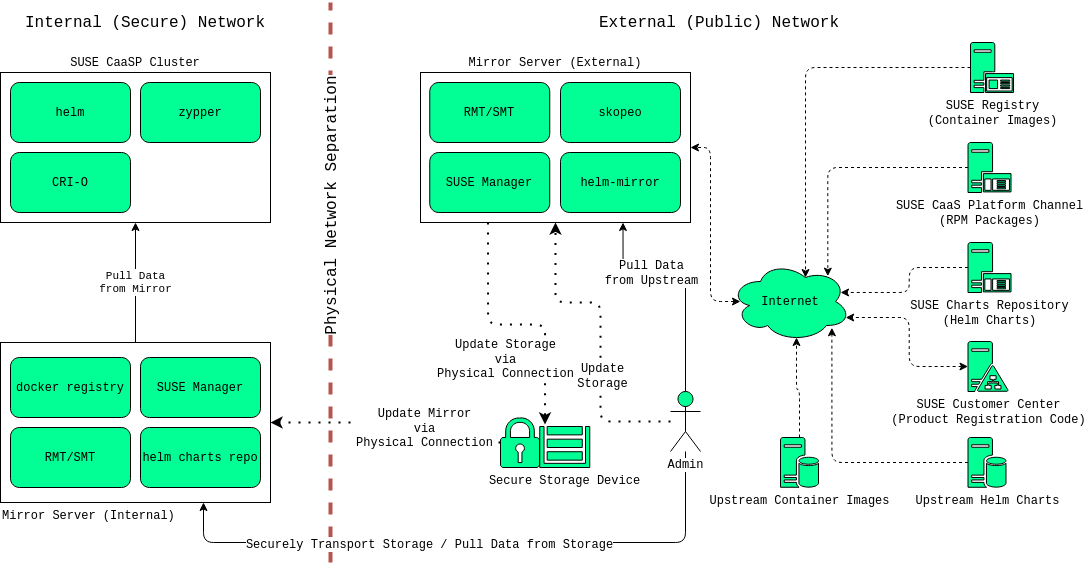 Internal (Secure) Network
External (Public) Network
SUSE CaaSP Cluster
helm
zypper
CRI-O
Pull Data
from Mirror
docker registry
SUSE Manager
RMT/SMT
helm charts repo
Mirror Server (Internal)
Physical Network Separation
Mirror Server (External)
RMT/SMT
skopeo
SUSE Manager
helm-mirror
Pull Data
from Upstream
Update Storage
via
Physical Connection
Update
Storage
Update Mirror
via
Physical Connection
Secure Storage Device
Admin
Securely Transport Storage / Pull Data from Storage
Internet
SUSE Registry
(Container Images)
SUSE CaaS Platform Channel
(RPM Packages)
SUSE Charts Repository
(Helm Charts)
SUSE Customer Center
(Product Registration Code)
Upstream Container Images
Upstream Helm Charts